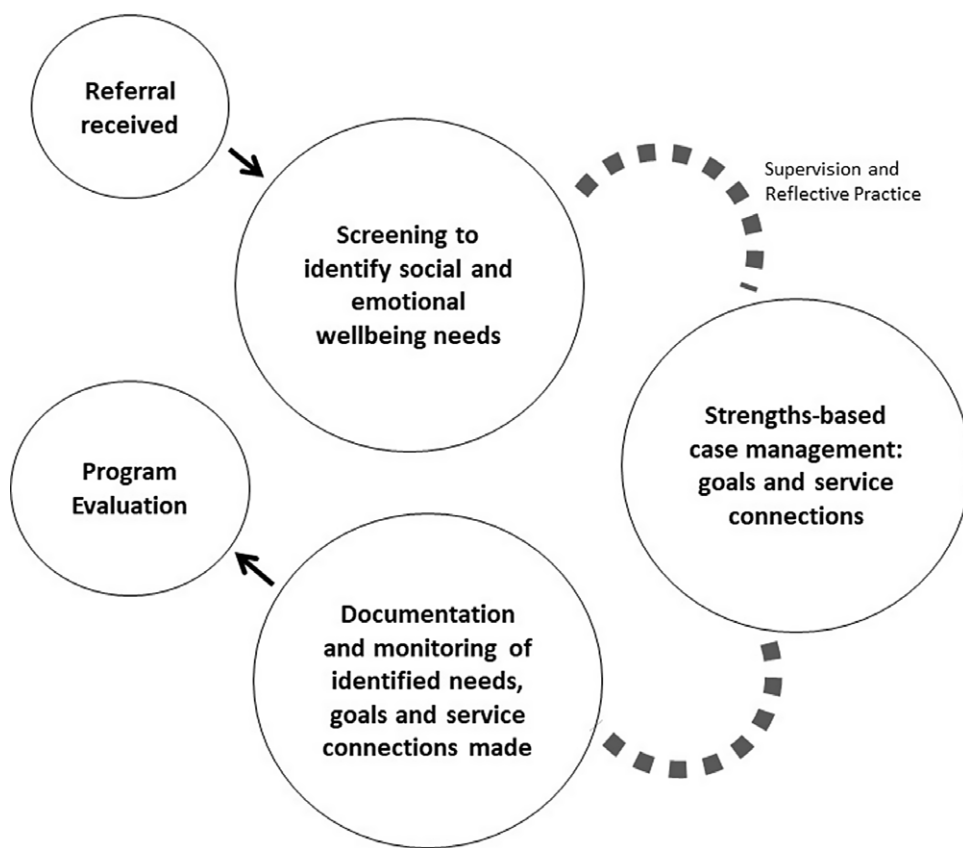 Referral
received
Screening to
identify social and
emotional
wellbeing needs
Supervision and
Reflective Practice
Strengths-based
case management:
goals and service
connections
Documentation
and monitoring of
identified needs,
goals and service
connections made
Program
Evaluation